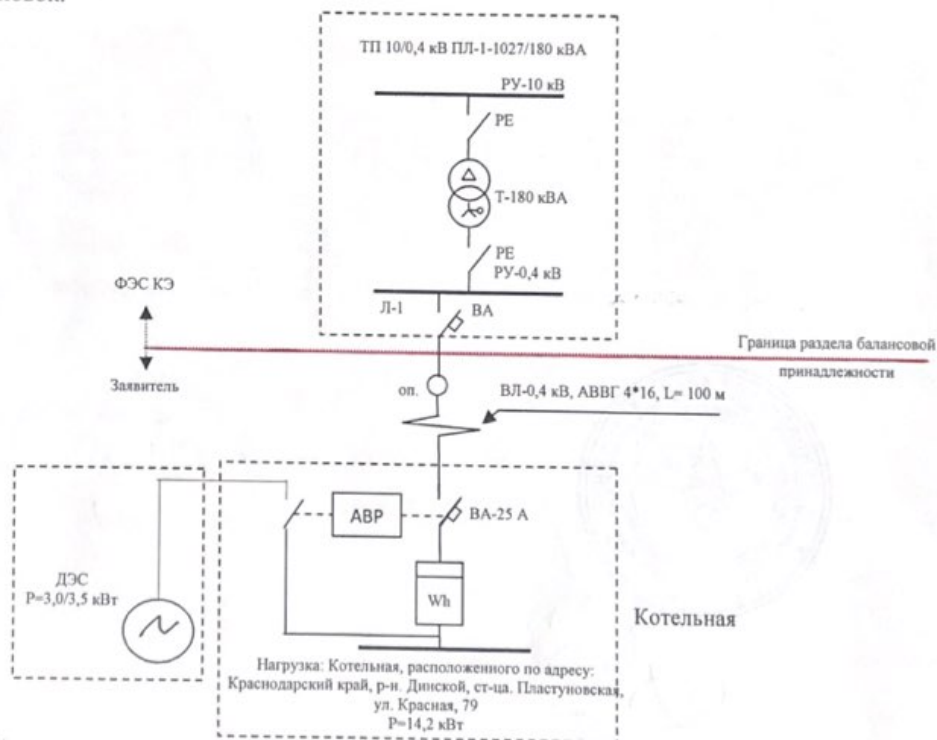 ТП 10/0,4 кВ ПЛ-1-1027/180 кВА
РУ-10 кВ
РЕ
Т-180 кВА
РЕ
РУ-0,4 кВ
ФЭС КЭ
Л-1
ВА
Граница раздела балансовой
принадлежности
Заявитель
оп.
ВЛ-0,4 кВ, АВВГ 4*16, L= 100 м
АВР
ВА-25 А
ДЭС
Р=3,0/3,5 кВт
Wh
Котельная
Нагрузка: Котельная, расположенного по адресу:
Краснодарский край, р-н. Динской, ст-ца. Пластуновская,
ул. Красная, 79
Р=14,2 кВт